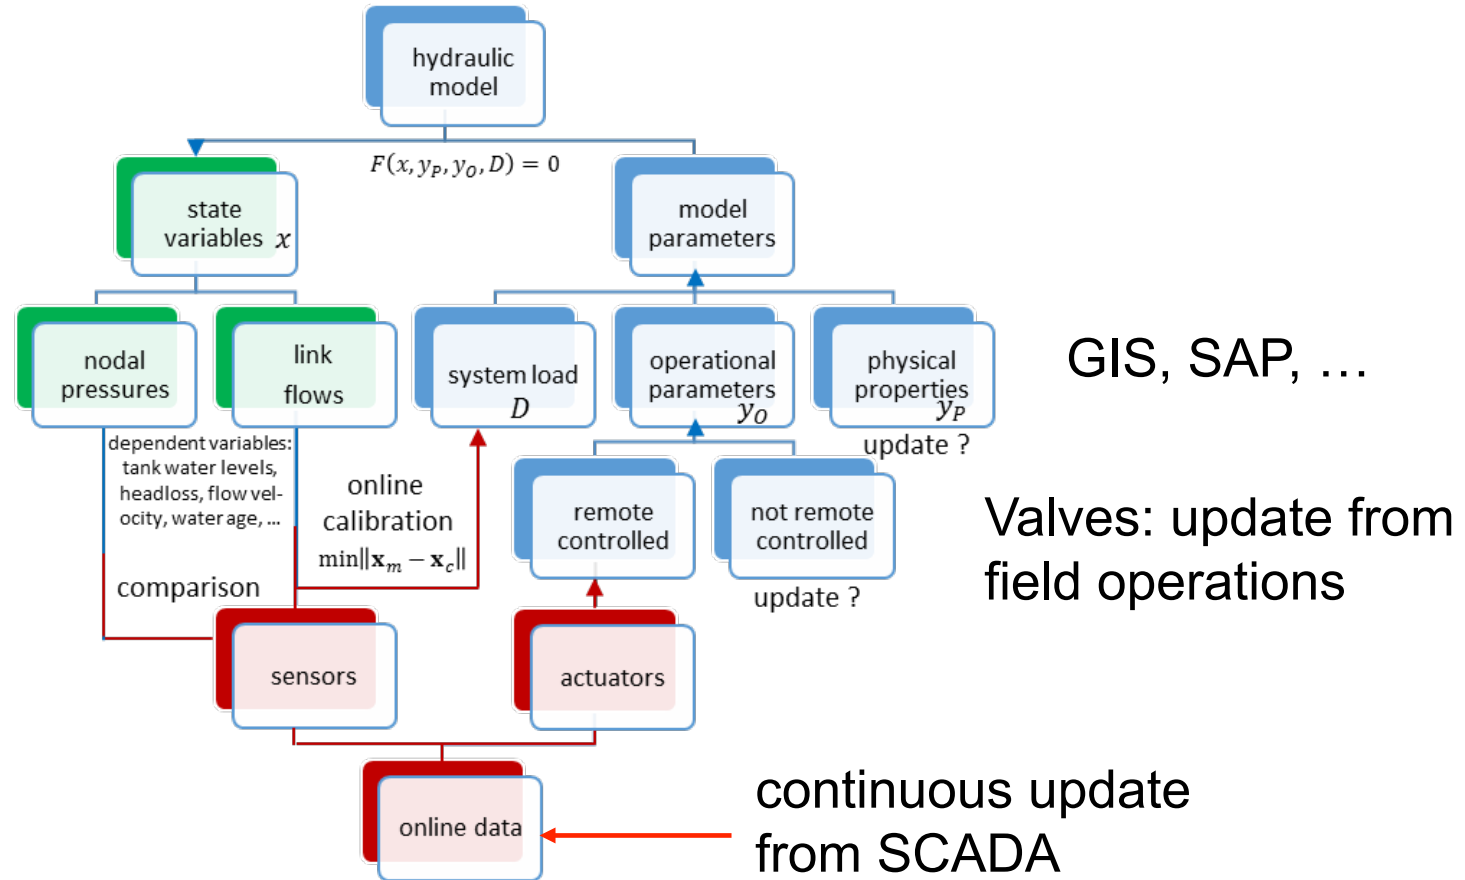 hydraulic
model
F(x, y_P, y_O, D) = 0
state
variables x
model
parameters
nodal
pressures
link
flows
system load
D
operational
parameters
y_O
physical
properties
y_P
GIS, SAP, …
update ?
dependent variables:
tank water levels,
headloss, flow vel-
ocity, water age, ...
online
calibration
min‖x_m − x_c‖
remote
controlled
not remote
controlled
Valves: update from
field operations
comparison
update ?
sensors
actuators
online data
continuous update
from SCADA